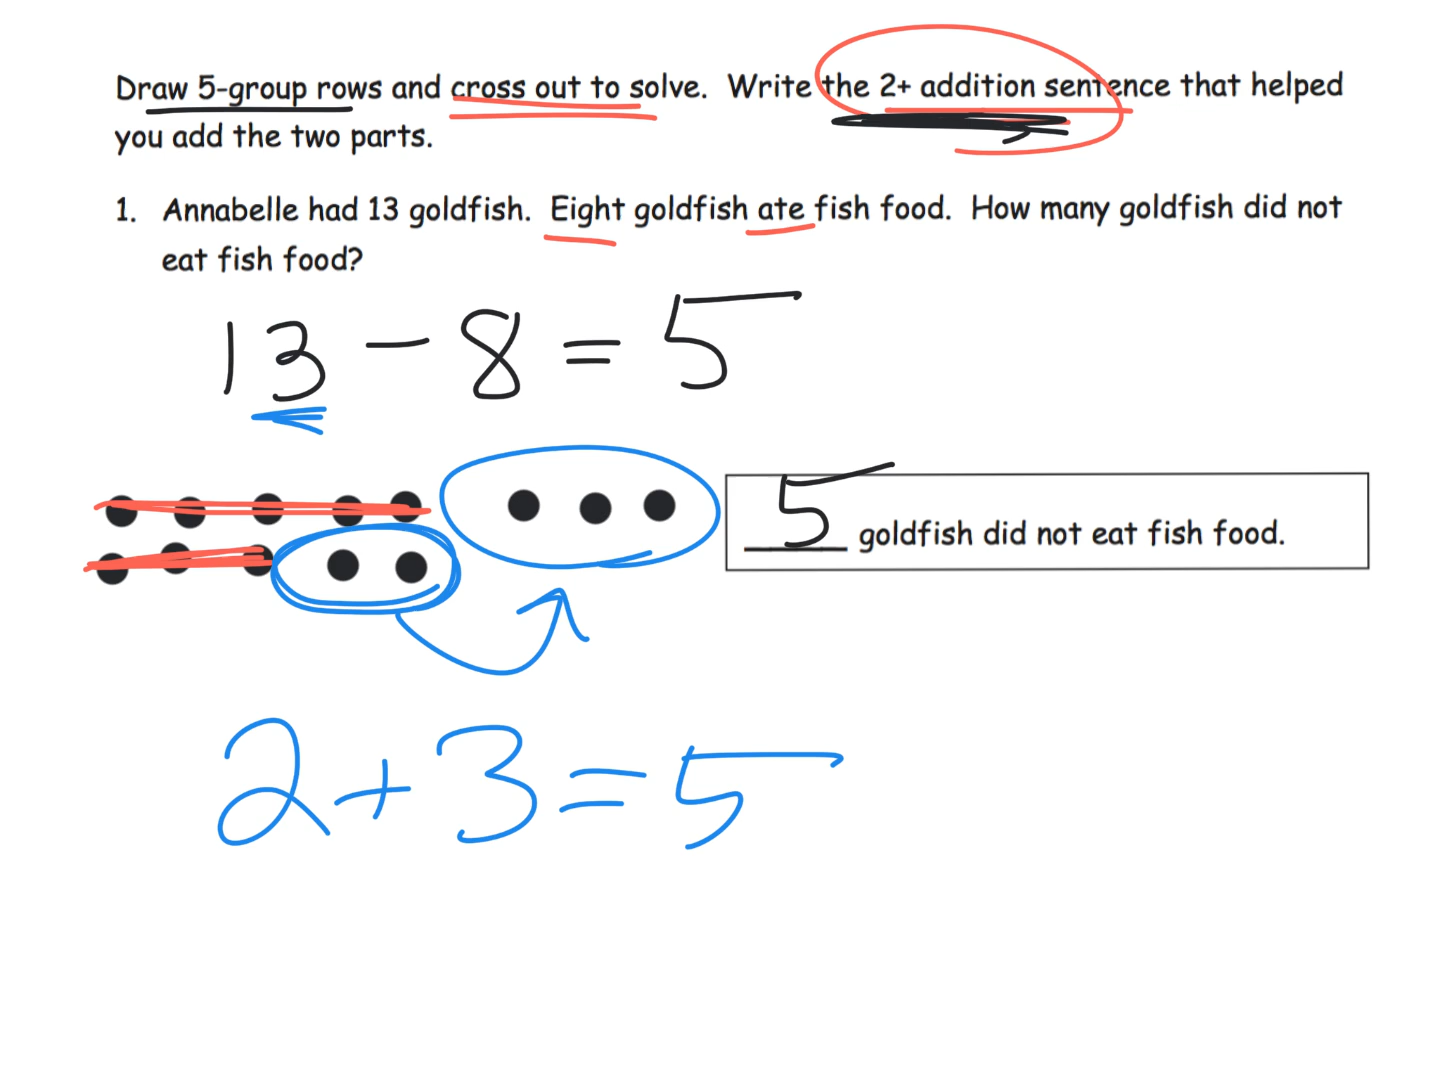 Draw 5-group rows and cross out to solve. Write the 2+ addition sentence that helped
you add the two parts.
1. Annabelle had 13 goldfish. Eight goldfish ate fish food. How many goldfish did not
eat fish food?
13 - 8 = 5
5 goldfish did not eat fish food.
2 + 3 = 5